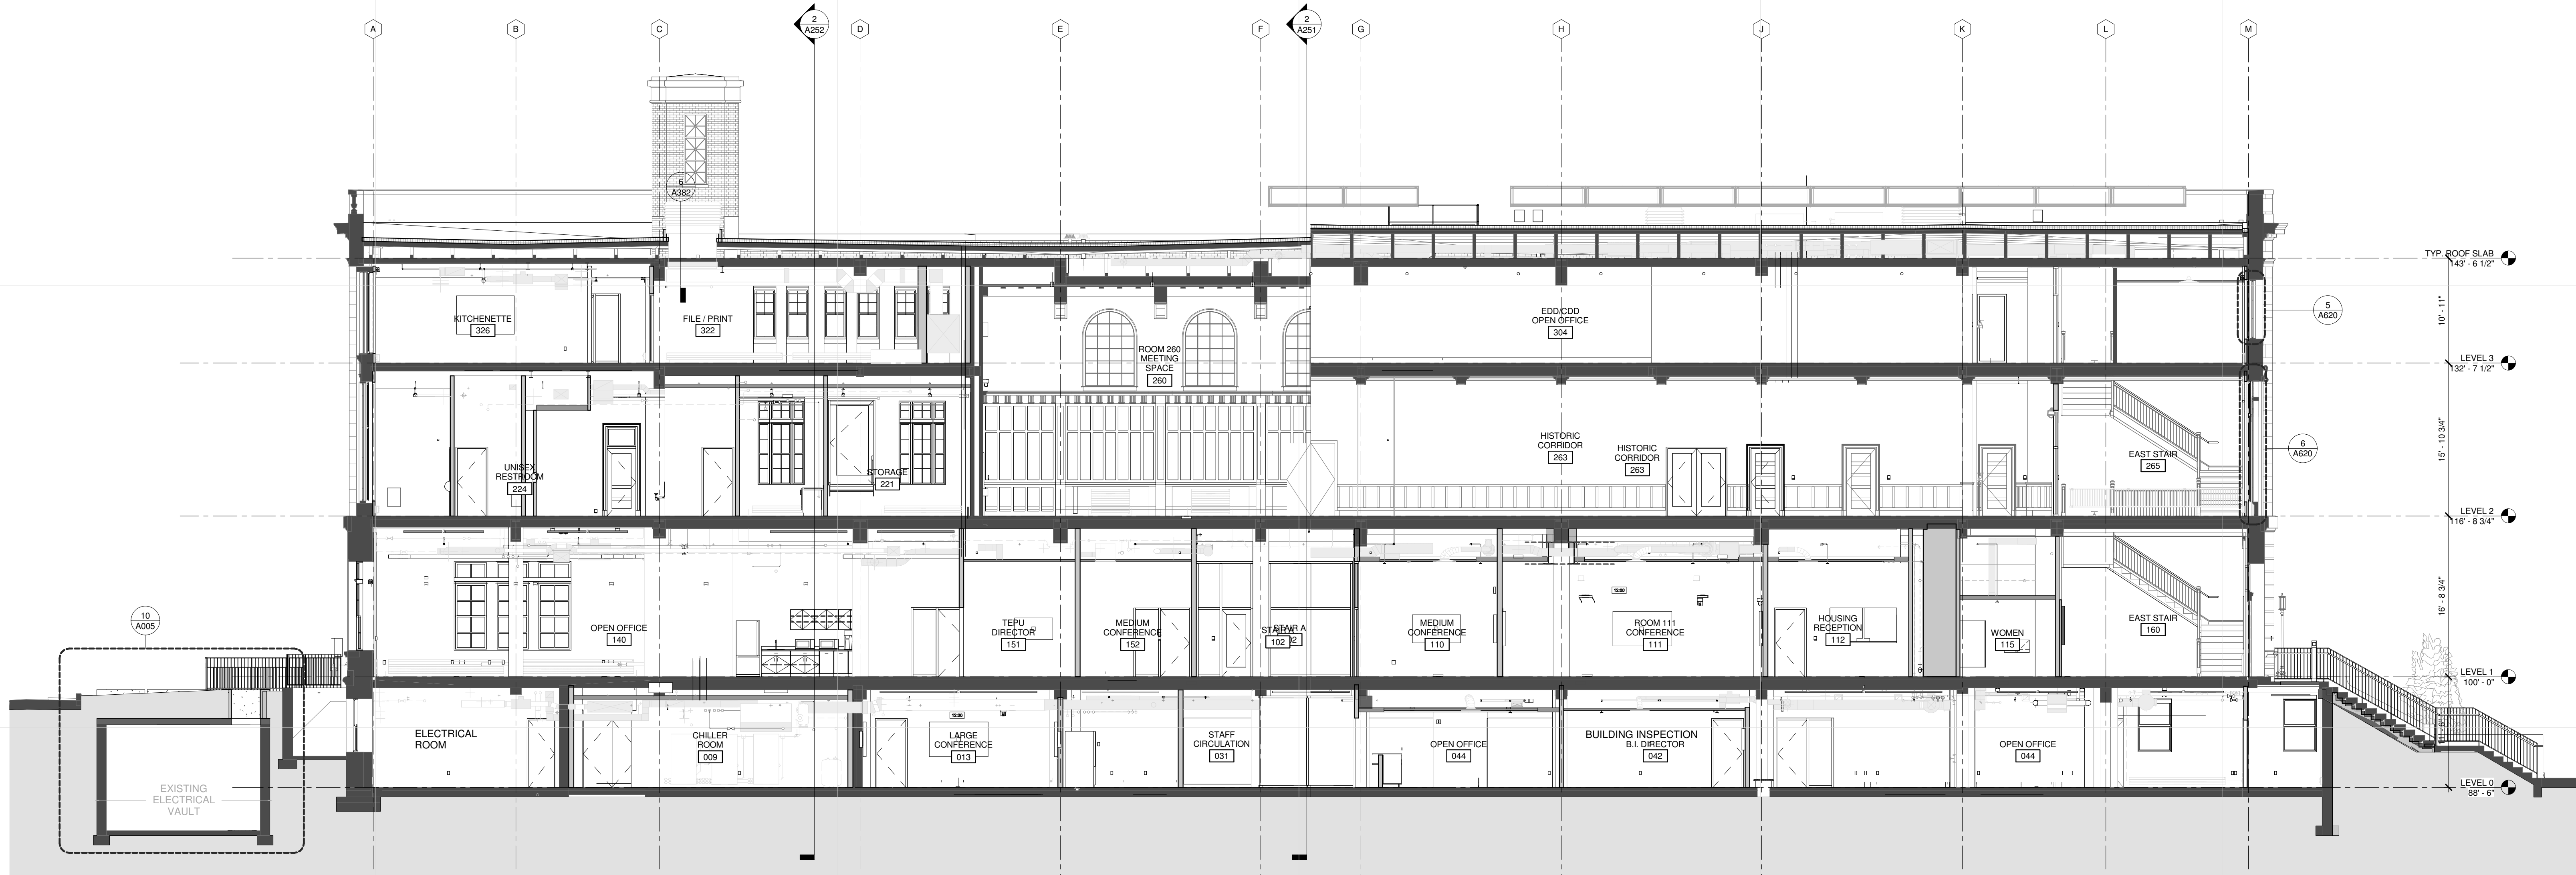 A
B
C
2
A252
D
E
F
2
A251
G
H
J
K
L
M
6
A382
TYP. ROOF SLAB
143' - 6 1/2"
KITCHENETTE
326
FILE / PRINT
322
ROOM 260
MEETING
SPACE
260
EDD/CDD
OPEN OFFICE
304
5
A620
10' - 11"
LEVEL 3
132' - 7 1/2"
UNISEX
RESTROOM
224
STORAGE
221
HISTORIC
CORRIDOR
263
HISTORIC
CORRIDOR
263
EAST STAIR
265
6
A620
15' - 10 3/4"
LEVEL 2
116' - 8 3/4"
10
A005
OPEN OFFICE
140
TEPU
DIRECTOR
151
MEDIUM
CONFERENCE
152
STAIR A
102
MEDIUM
CONFERENCE
110
12:00
ROOM 111
CONFERENCE
111
HOUSING
RECEPTION
112
WOMEN
115
EAST STAIR
160
16' - 8 3/4"
LEVEL 1
100' - 0"
ELECTRICAL
ROOM
CHILLER
ROOM
009
12:00
LARGE
CONFERENCE
013
STAFF
CIRCULATION
031
OPEN OFFICE
044
BUILDING INSPECTION
B.I. DIRECTOR
042
OPEN OFFICE
044
EXISTING
ELECTRICAL
VAULT
LEVEL 0
88' - 6"